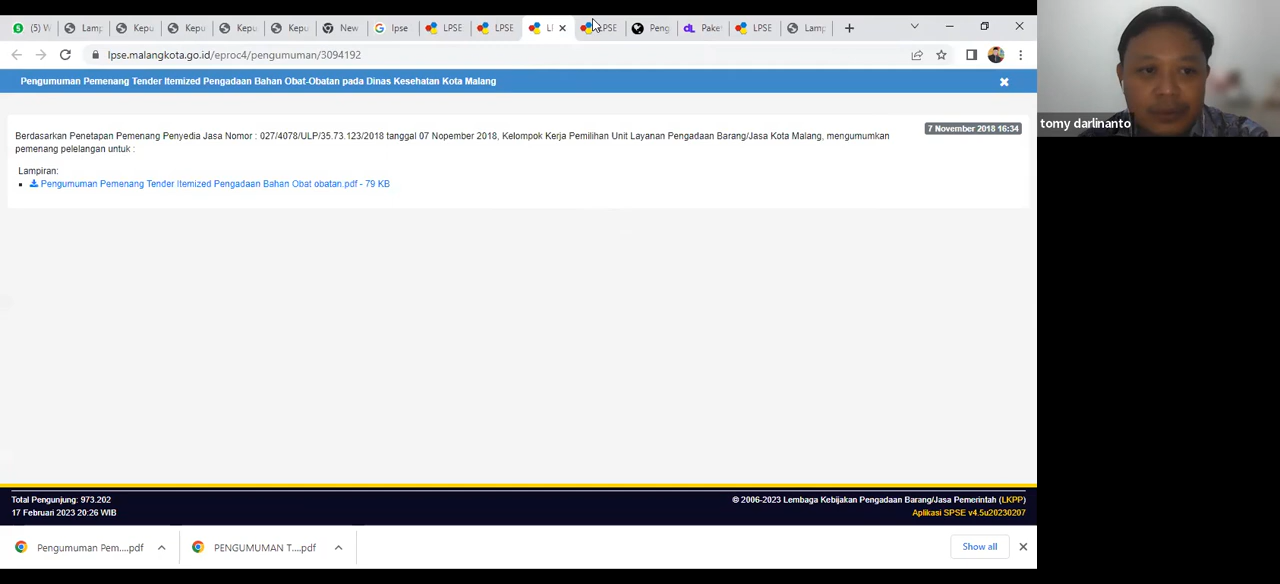 (5) W
Lamp
Kepu
Kepu
Kepu
Kepu
New
lpse
LPSE
LPSE
LPSE
Peng
dL Pake
LPSE
Lamp
lpse.malangkota.go.id/eproc4/pengumuman/3094192
Pengumuman Pemenang Tender Itemized Pengadaan Bahan Obat-Obatan pada Dinas Kesehatan Kota Malang
Berdasarkan Penetapan Pemenang Penyedia Jasa Nomor : 027/4078/ULP/35.73.123/2018 tanggal 07 Nopember 2018, Kelompok Kerja Pemilihan Unit Layanan Pengadaan Barang/Jasa Kota Malang, mengumumkan
7 November 2018 16:34
pemenang pelelangan untuk :
Lampiran:
Pengumuman Pemenang Tender Itemized Pengadaan Bahan Obat obatan.pdf - 79 KB
tomy darlinanto
Total Pengunjung: 973.202
© 2006-2023 Lembaga Kebijakan Pengadaan Barang/Jasa Pemerintah (LKPP)
17 Februari 2023 20:26 WIB
Aplikasi SPSE v4.5u20230207
Pengumuman Pem....pdf
PENGUMUMAN T....pdf
Show all